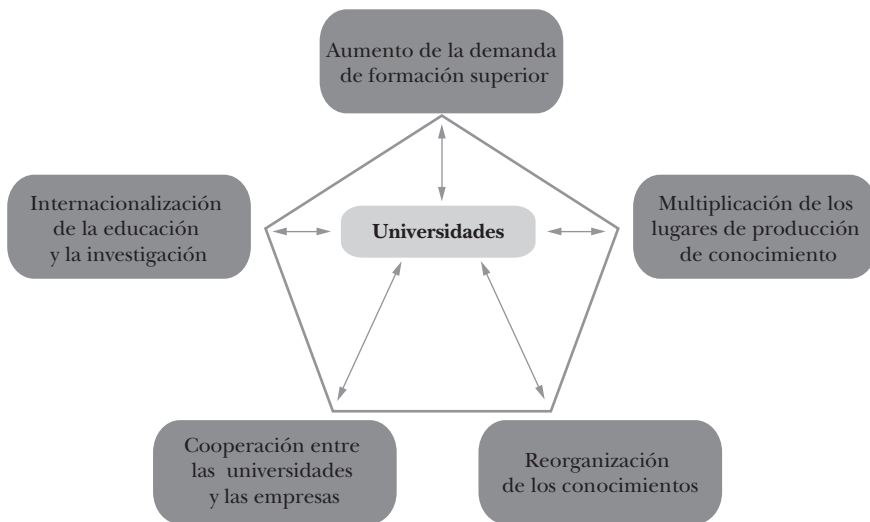 Aumento de la demanda
de formación superior
Internacionalización
de la educación
y la investigación
Universidades
Multiplicación de los
lugares de producción
de conocimiento
Cooperación entre
las universidades
y las empresas
Reorganización
de los conocimientos